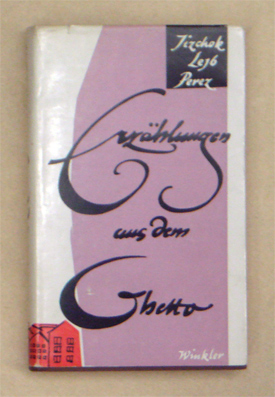 Jizchok
Lejb
Perez
Erzählungen
aus dem
Ghetto
Winkler